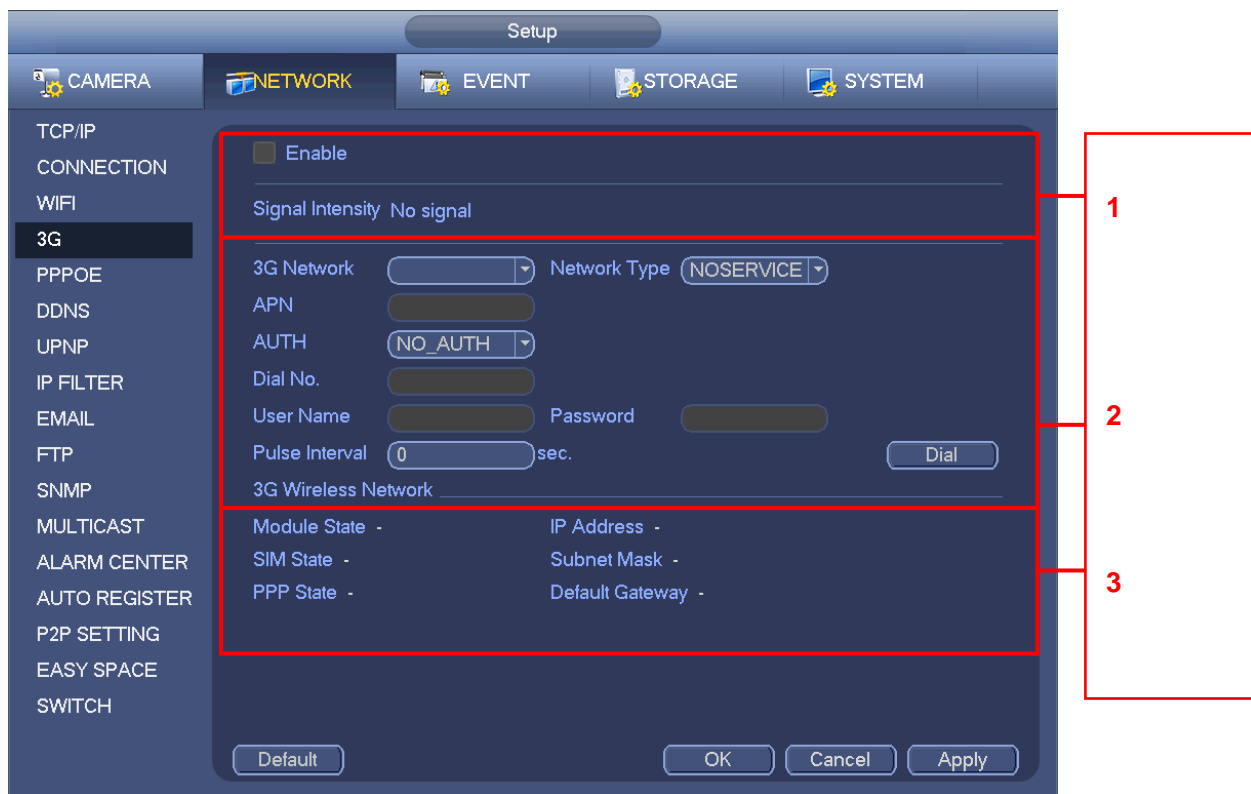 Setup
CAMERA NETWORK EVENT STORAGE SYSTEM
TCP/IP
CONNECTION
WIFI
3G
PPPOE
DDNS
UPNP
IP FILTER
EMAIL
FTP
SNMP
MULTICAST
ALARM CENTER
AUTO REGISTER
P2P SETTING
EASY SPACE
SWITCH
Enable
Signal Intensity No signal
3G Network Network Type NOSERVICE
APN
AUTH NO_AUTH
Dial No.
User Name Password
Pulse Interval 0 sec. Dial
3G Wireless Network
Module State - IP Address -
SIM State - Subnet Mask -
PPP State - Default Gateway -
Default OK Cancel Apply
1
2
3